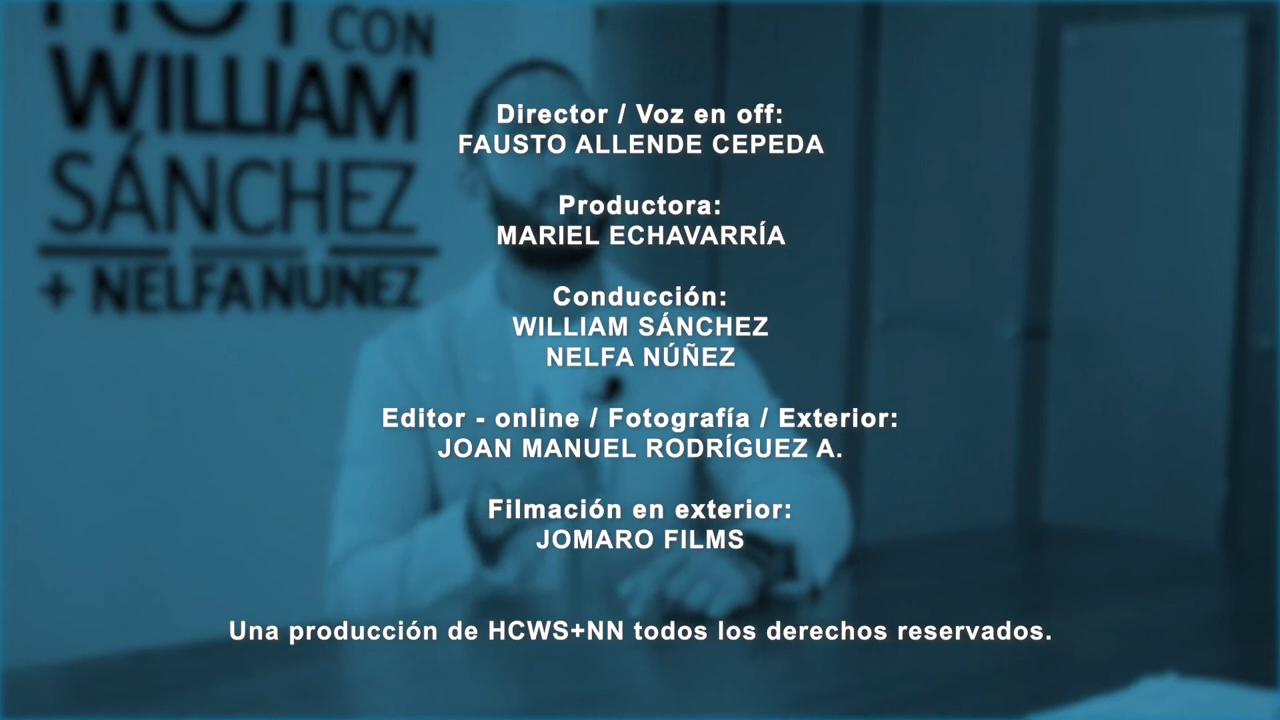 CON
WILLIAM
SÁNCHEZ
+ NELFA NUNEZ
Director / Voz en off:
FAUSTO ALLENDE CEPEDA
Productora:
MARIEL ECHAVARRÍA
Conducción:
WILLIAM SÁNCHEZ
NELFA NÚÑEZ
Editor - online / Fotografía / Exterior:
JOAN MANUEL RODRÍGUEZ A.
Filmación en exterior:
JOMARO FILMS
Una producción de HCWS+NN todos los derechos reservados.